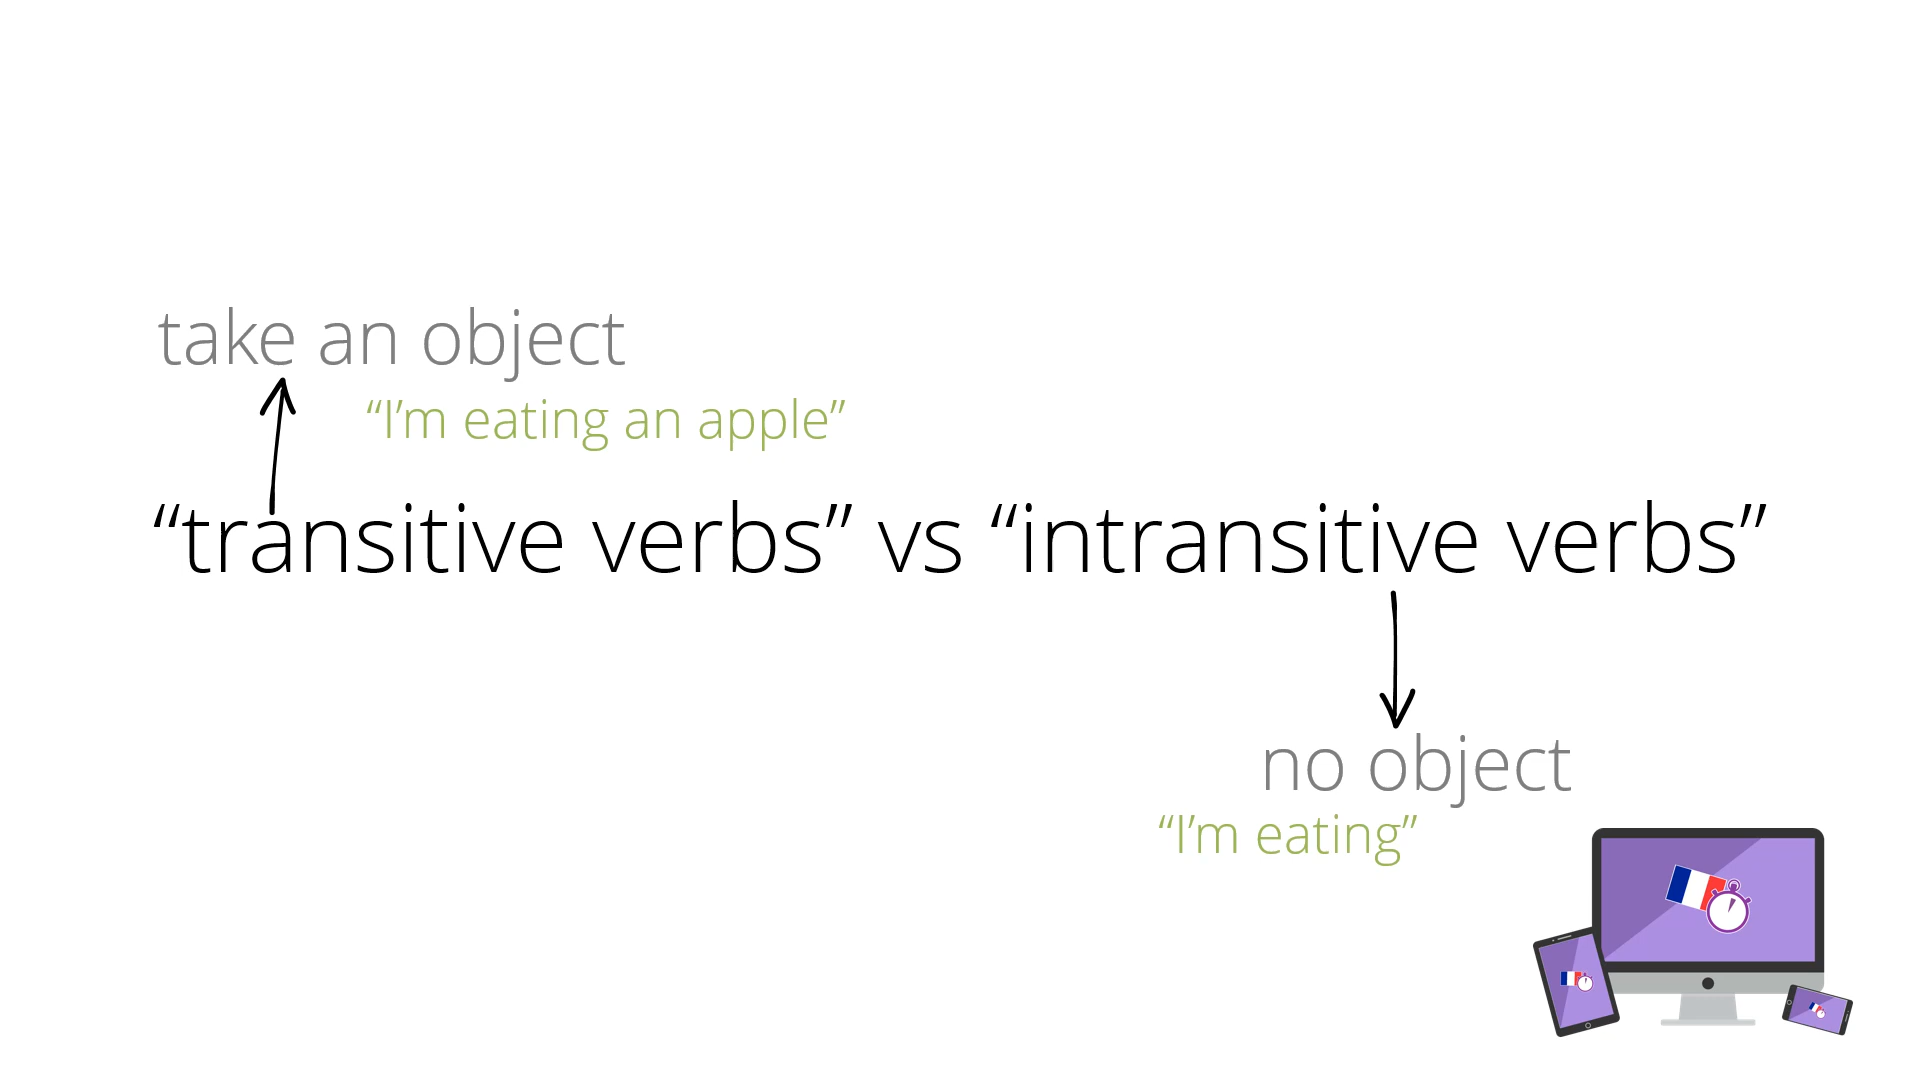 take an object
“I’m eating an apple”
“transitive verbs” vs “intransitive verbs”
no object
“I’m eating”